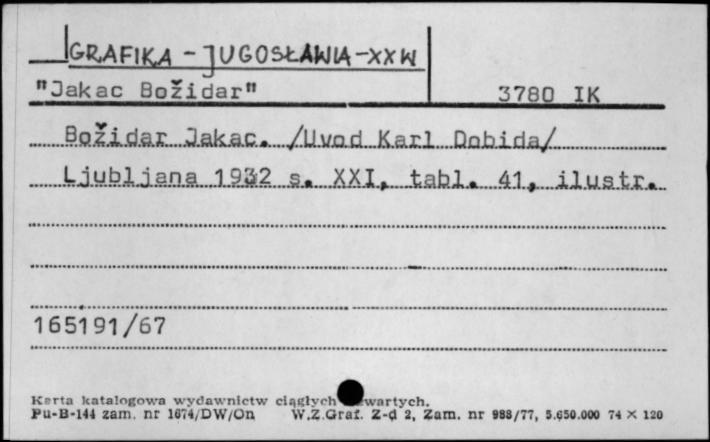 GRAFIKA - JUGOSŁAWIA - XX W
"Jakac Božidar"
3780 IK
Božidar Jakac. /Uvod Karl Dobida/
Ljubljana 1932 s. XXI, tabl. 41, ilustr.
165191/67
Karta katalogowa wydawnictw ciągłych wartych.
Pu-B-144 zam. nr 1674/DW/On W.Z.Graf. Z-d 2, Zam. nr 988/77, 5.650.000 74 × 120